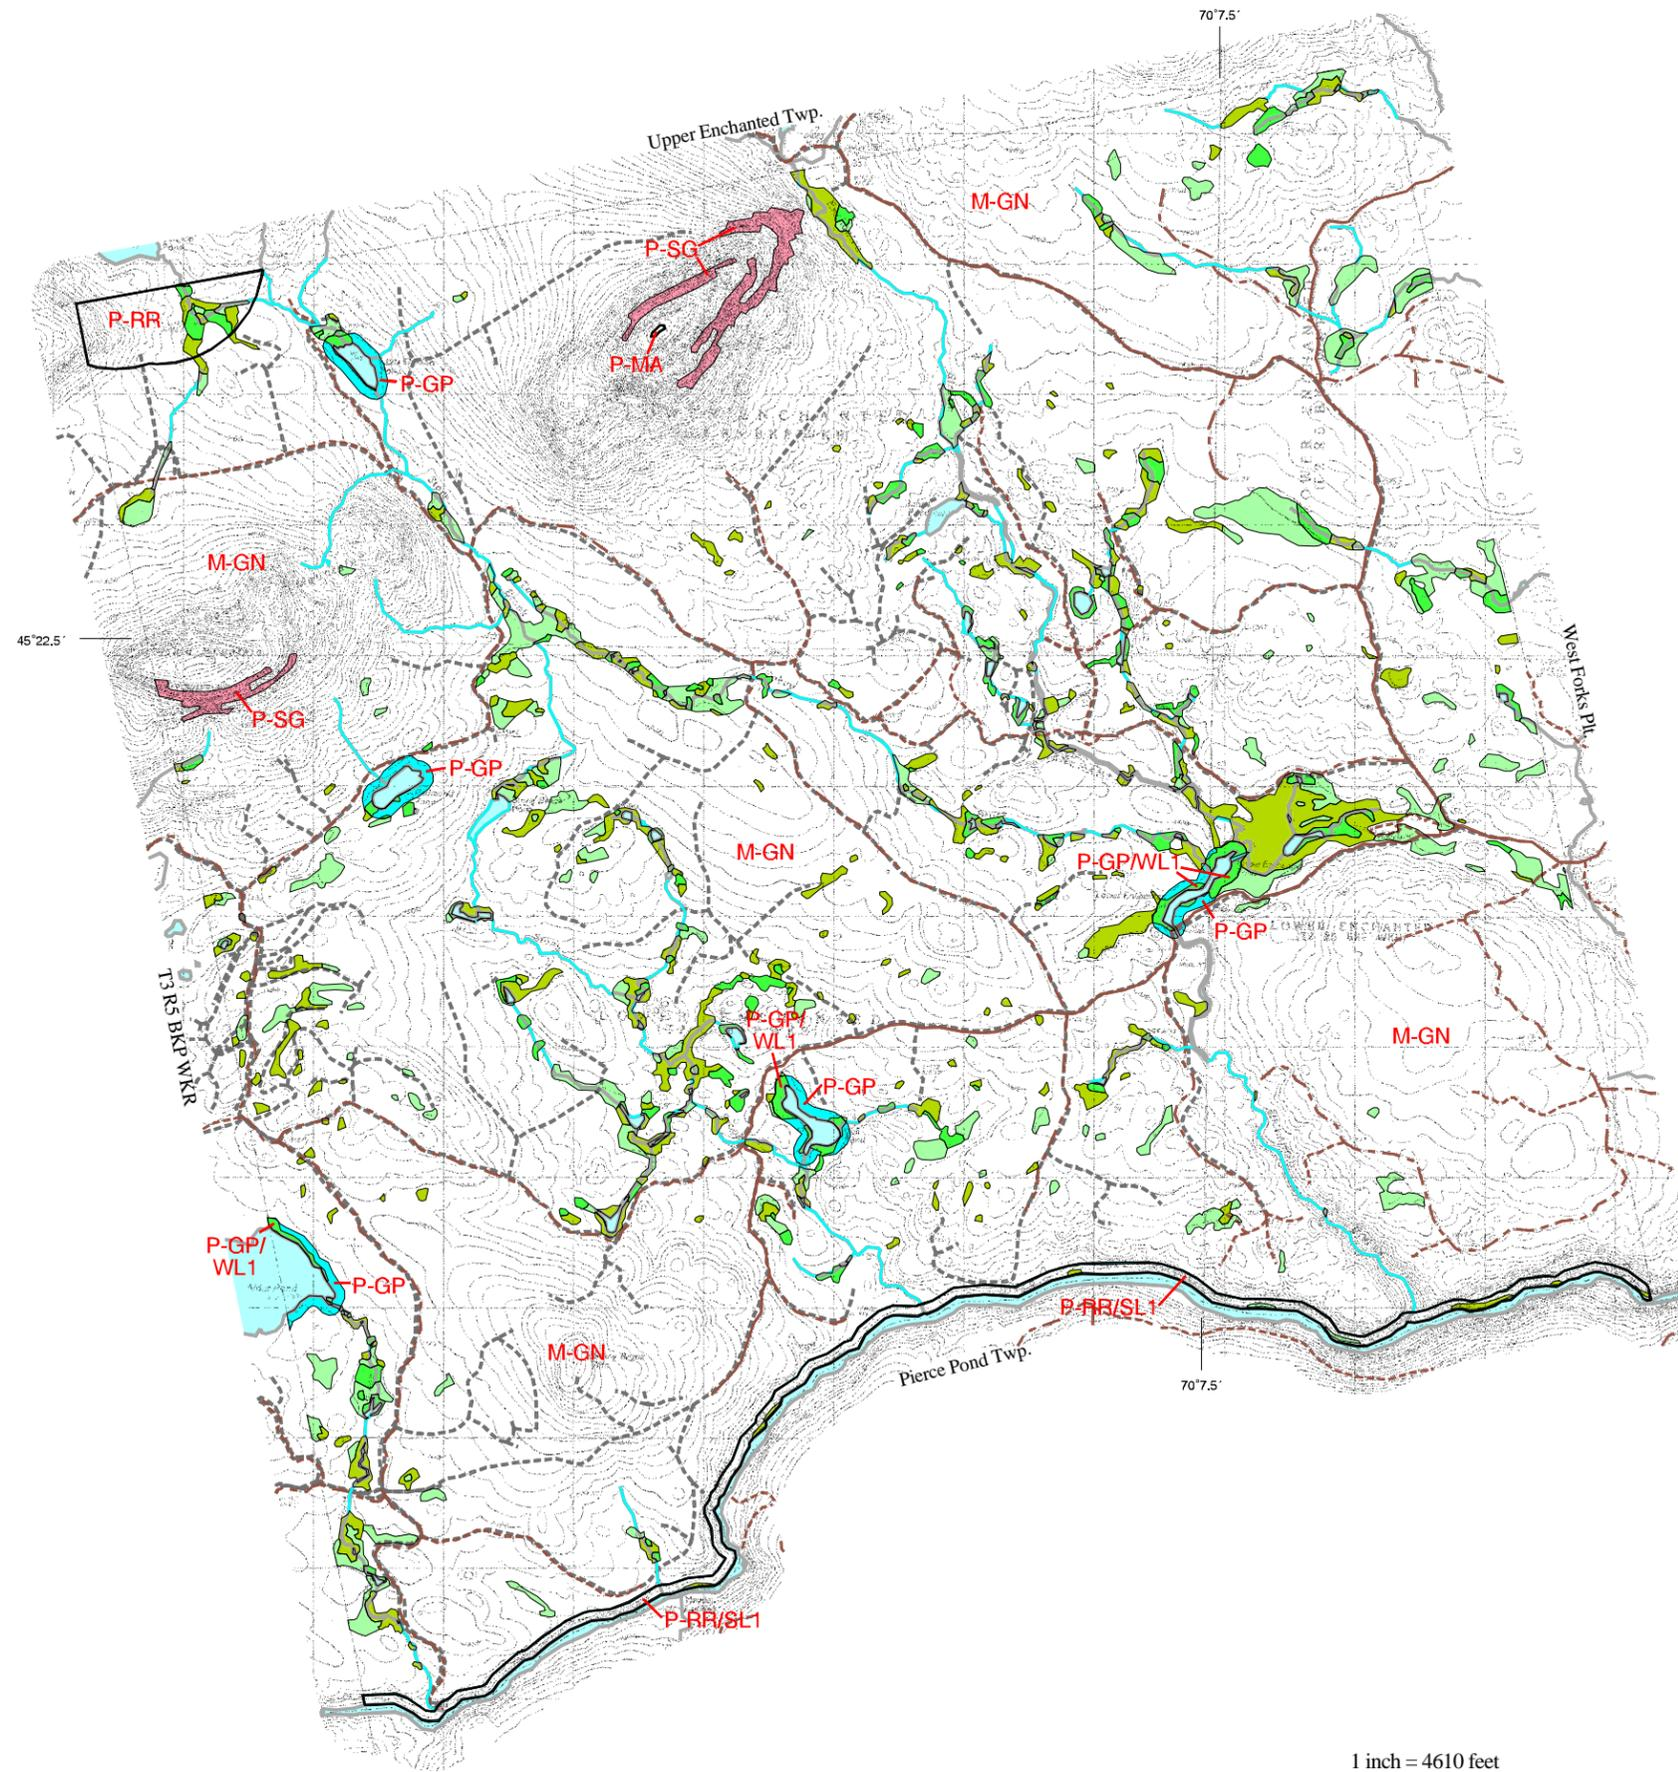 70°7.5´
Upper Enchanted Twp.
M-GN
P-SG
P-RR
P-MA
P-GP
M-GN
45°22.5´
West Forks Plt.
P-SG
P-GP
M-GN
P-GP/WL1
P-GP
LOWER ENCHANTED
T3 R5 BKP WKR
P-GP/
WL1
M-GN
P-GP
P-GP/
WL1
P-GP
P-RR/SL1
M-GN
Pierce Pond Twp.
70°7.5´
P-RR/SL1
1 inch = 4610 feet